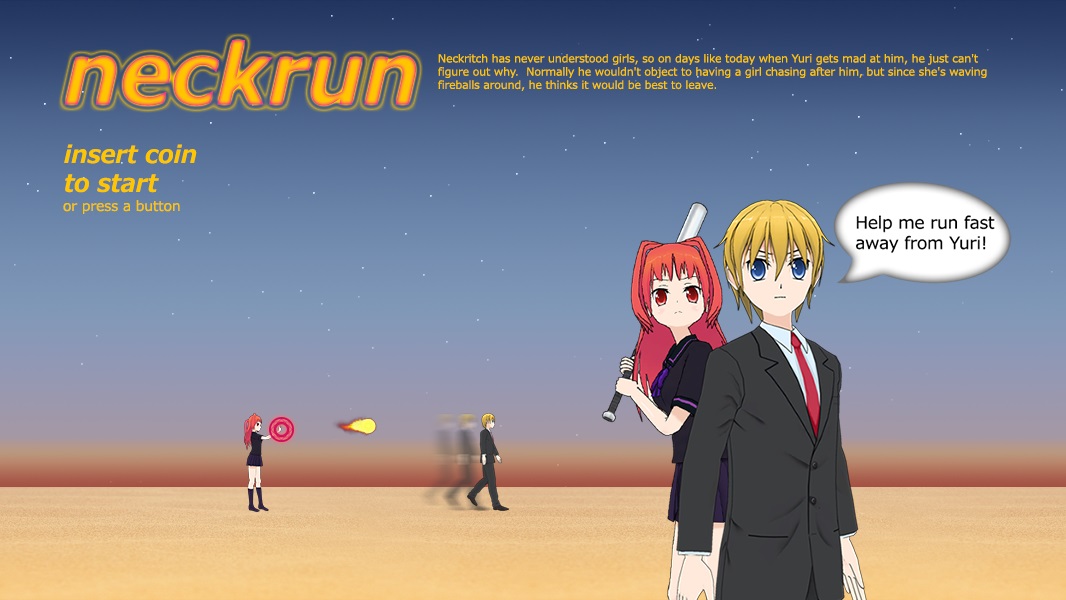 neckrun
Neckritch has never understood girls, so on days like today when Yuri gets mad at him, he just can't
figure out why.  Normally he wouldn't object to having a girl chasing after him, but since she's waving
fireballs around, he thinks it would be best to leave.
insert coin
to start
or press a button
Help me run fast
away from Yuri!